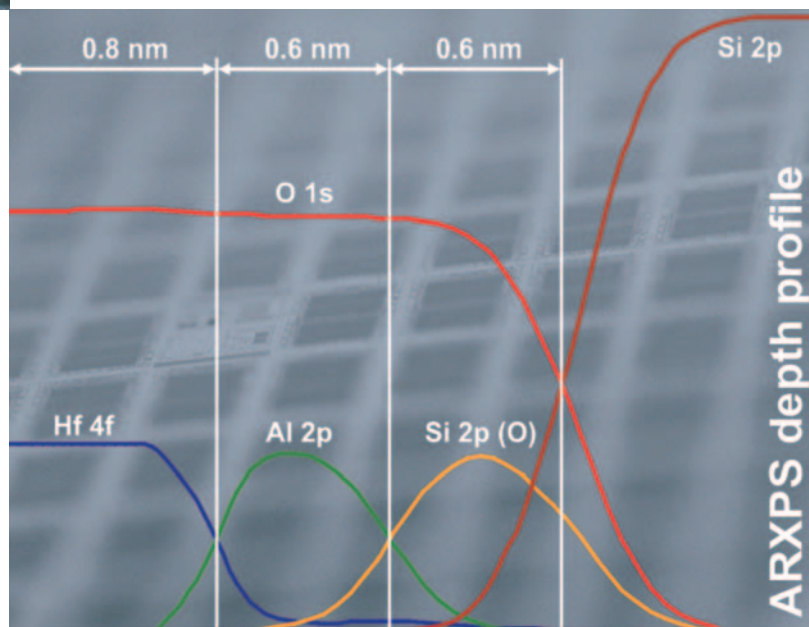 0.8 nm
0.6 nm
0.6 nm
Si 2p
O 1s
Hf 4f
Al 2p
Si 2p (O)
ARXPS depth profile